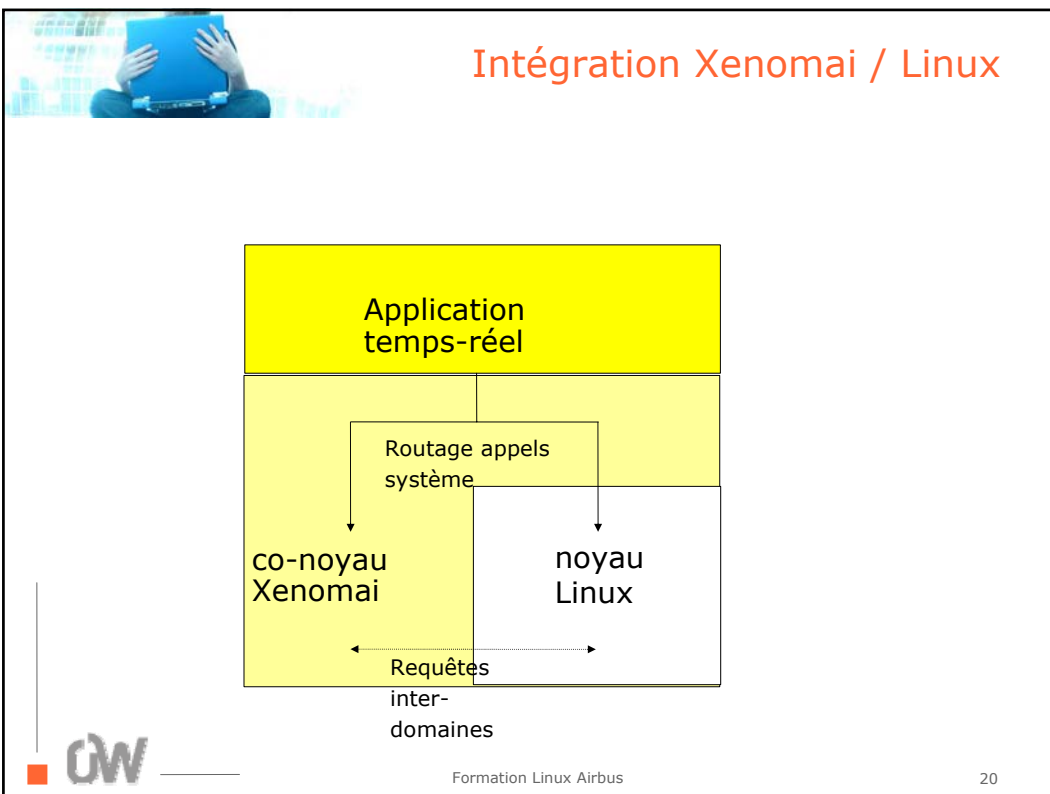 Intégration Xenomai / Linux
Application
temps-réel
Routage appels
système
co-noyau
Xenomai
noyau
Linux
Requêtes
inter-
domaines
Formation Linux Airbus
20